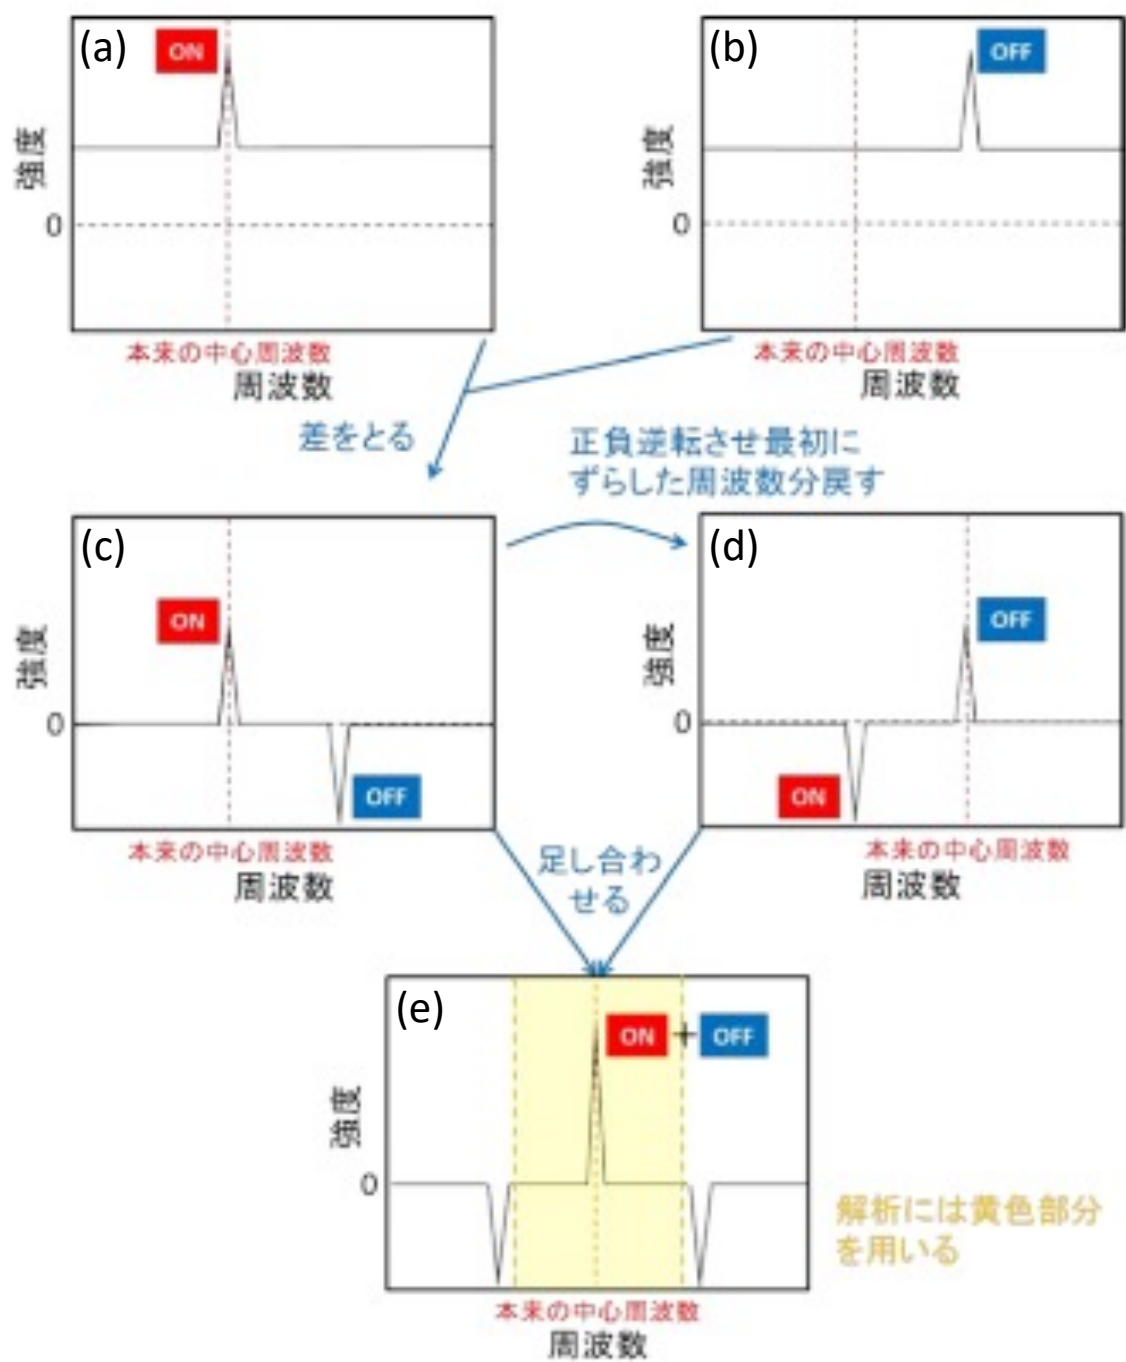 (a)
ON
強度
0
本来の中心周波数
周波数
(b)
OFF
強度
0
本来の中心周波数
周波数
差をとる
正負逆転させ最初に
ずらした周波数分戻す
(c)
ON
強度
0
OFF
本来の中心周波数
周波数
(d)
OFF
強度
0
ON
本来の中心周波数
周波数
足し合わ
せる
(e)
ON + OFF
強度
0
本来の中心周波数
周波数
解析には黄色部分
を用いる